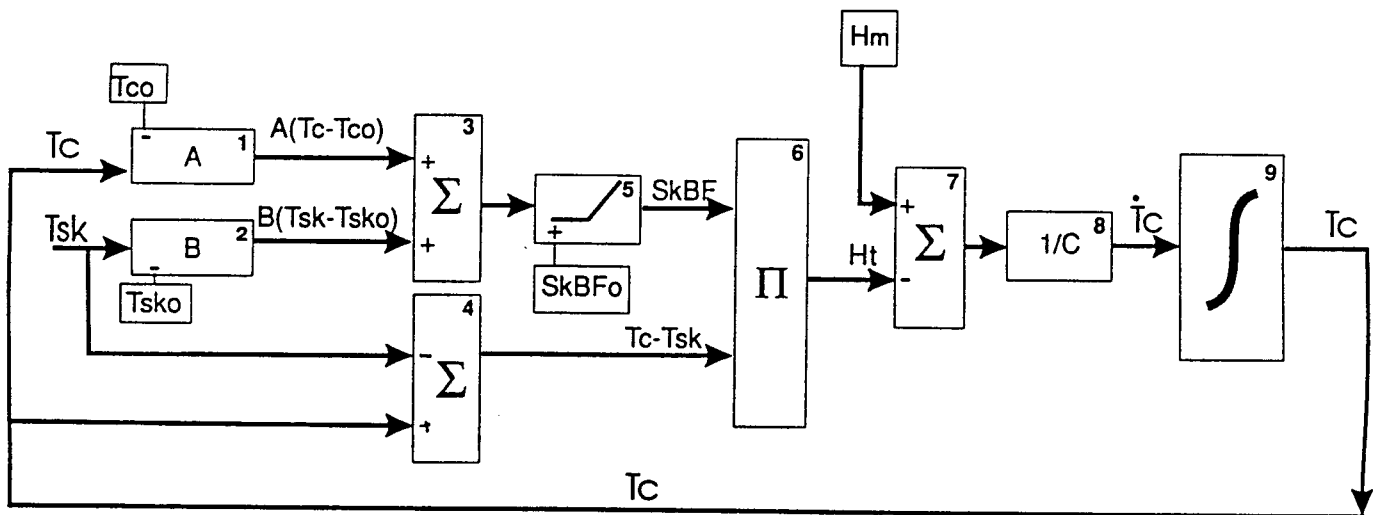 Hm
Tco
Tc
- A 1
A(Tc-Tco)
3
+
Σ
+
Tsk
B 2
-
Tsko
B(Tsk-Tsko)
5
+
SkBFo
SkBF
4
-
Σ
+
Tc-Tsk
6
Π
Ht
7
+
Σ
-
1/C 8
Ṫc
9
Tc
Tc